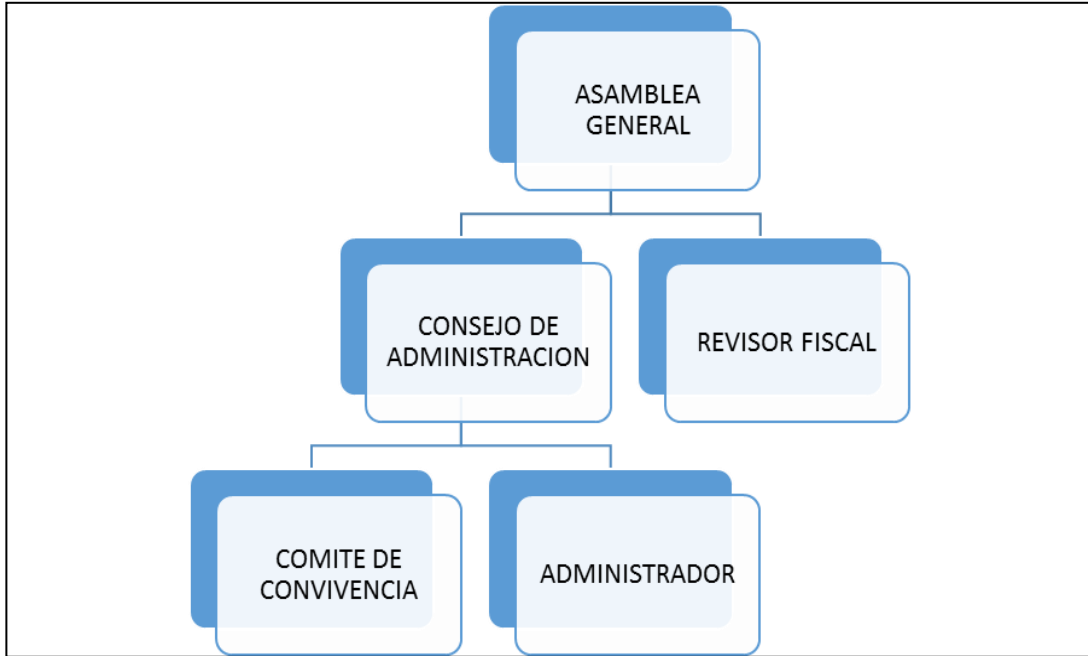 ASAMBLEA
GENERAL
CONSEJO DE
ADMINISTRACION
REVISOR FISCAL
COMITE DE
CONVIVENCIA
ADMINISTRADOR